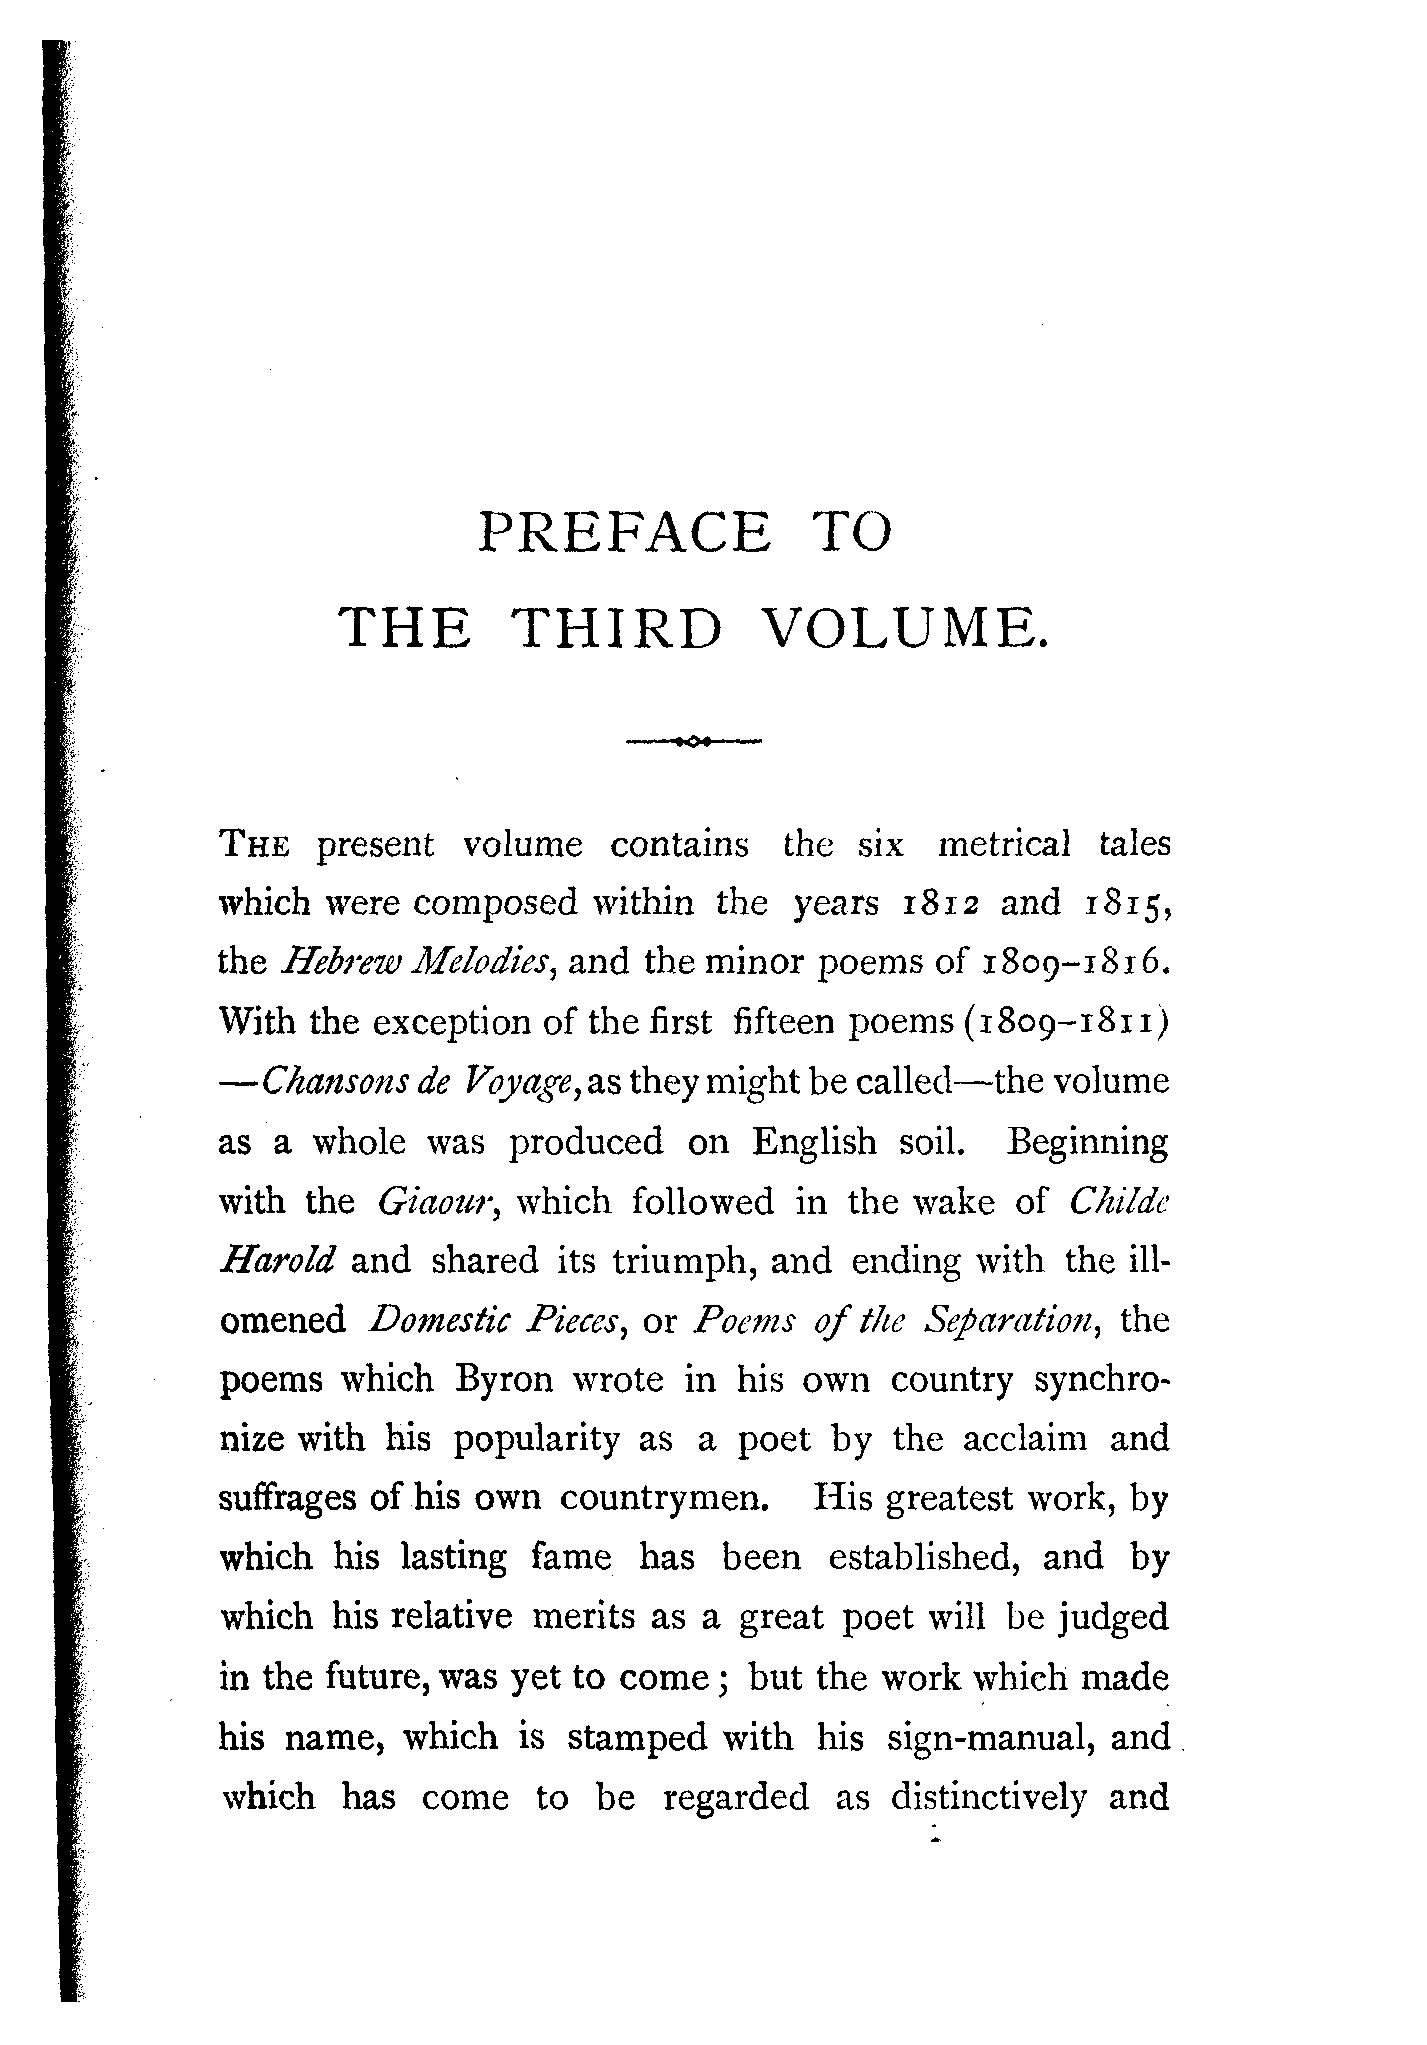 PREFACE TO
THE THIRD VOLUME.
THE present volume contains the six metrical tales
which were composed within the years 1812 and 1815,
the Hebrew Melodies, and the minor poems of 1809–1816.
With the exception of the first fifteen poems (1809–1811)
—Chansons de Voyage, as they might be called—the volume
as a whole was produced on English soil. Beginning
with the Giaour, which followed in the wake of Childe
Harold and shared its triumph, and ending with the ill-
omened Domestic Pieces, or Poems of the Separation, the
poems which Byron wrote in his own country synchro-
nize with his popularity as a poet by the acclaim and
suffrages of his own countrymen. His greatest work, by
which his lasting fame has been established, and by
which his relative merits as a great poet will be judged
in the future, was yet to come; but the work which made
his name, which is stamped with his sign-manual, and
which has come to be regarded as distinctively and